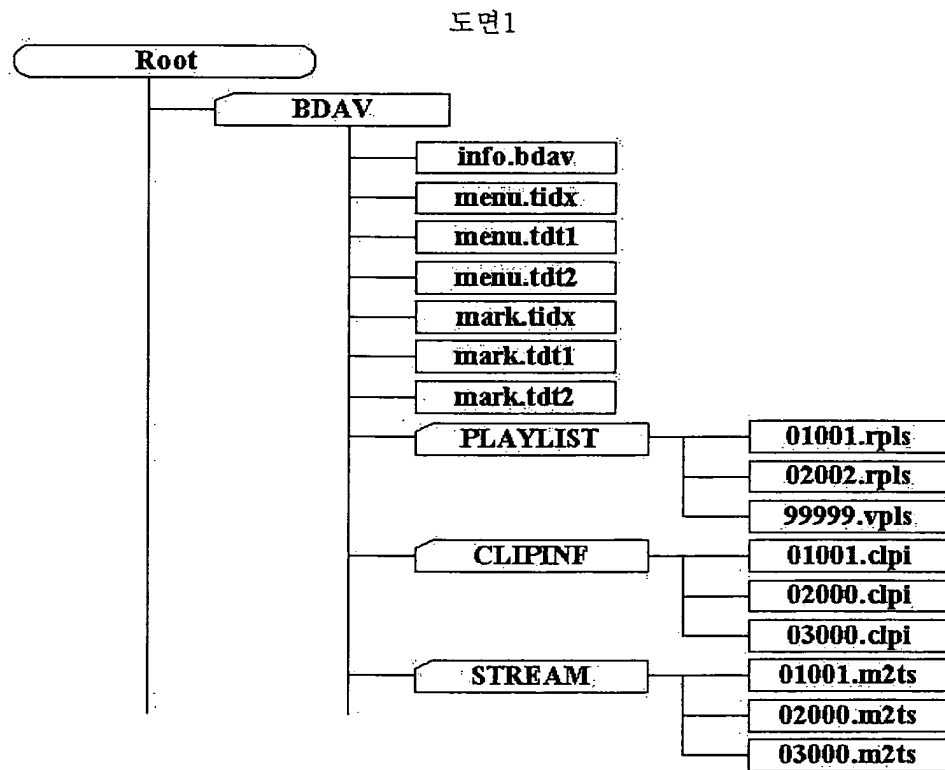 도면1
Root
BDAV
info.bdav
menu.tidx
menu.tdt1
menu.tdt2
mark.tidx
mark.tdt1
mark.tdt2
PLAYLIST
01001.rpls
02002.rpls
99999.vpls
CLIPINF
01001.clpi
02000.clpi
03000.clpi
STREAM
01001.m2ts
02000.m2ts
03000.m2ts